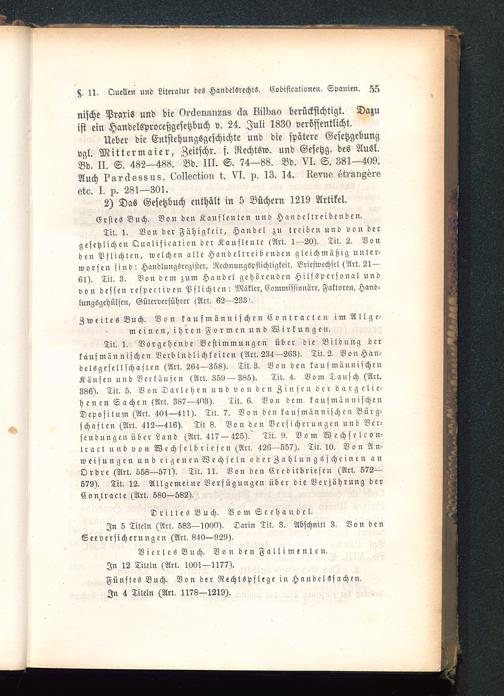 §. 11. Quellen und Literatur des Handelsrechts. Codificationen. Spanien. 55
nische Praxis und die Ordenanzas da Bilbao berücksichtigt. Dazu
ist ein Handelsproceßgesetzbuch v. 24. Juli 1830 veröffentlicht.
Ueber die Entstehungsgeschichte und die spätere Gesetzgebung
vgl. Mittermaier, Zeitschr. f. Rechtsw. und Gesetzg. des Ausl.
Bd. II. S. 482—488. Bd. III. S. 74—88. Bd. VI. S. 381—409.
Auch Pardessus, Collection t. VI. p. 13. 14. Revue étrangère
etc. I. p. 281—301.
2) Das Gesetzbuch enthält in 5 Büchern 1219 Artikel.
Erstes Buch. Von den Kaufleuten und Handeltreibenden.
Tit. 1. Von der Fähigkeit, Handel zu treiben und von der
gesetzlichen Qualification der Kaufleute (Art. 1—20). Tit. 2. Von
den Pflichten, welchen alle Handeltreibenden gleichmäßig unter-
worfen sind: Handlungsregister, Rechnungspflichtigkeit, Briefwechsel (Art. 21—
61). Tit. 3. Von dem zum Handel gehörenden Hilfspersonal und
von dessen respectiven Pflichten: Mäkler, Commissionäre, Faktoren, Hand-
lungsgehülfen, Güterverführer (Art. 62—233).
Zweites Buch. Von kaufmännischen Contracten im Allge-
meinen, ihren Formen und Wirkungen.
Tit. 1. Vorgehende Bestimmungen über die Bildung der
kaufmännischen Verbindlichkeiten (Art. 234—263). Tit. 2. Von Han-
delsgesellschaften (Art. 264—358). Tit. 3. Von den kaufmännischen
Käufen und Verkäufen (Art. 359—385). Tit. 4. Vom Tausch (Art.
386). Tit. 5. Von Darlehen und von den Zinsen der dargelie-
henen Sachen (Art. 387—403). Tit. 6. Von dem kaufmännischen
Depositum (Art. 404—411). Tit. 7. Von den kaufmännischen Bürg-
schaften (Art. 412—416). Tit 8. Von den Versicherungen und Ver-
sendungen über Land (Art. 417—425). Tit. 9. Vom Wechselcon-
tract und von Wechselbriefen (Art. 426—557). Tit. 10. Von An-
weisungen und eigenen Wechseln oder Zahlungsscheinen an
Ordre (Art. 558—571). Tit. 11. Von den Creditbriefen (Art. 572—
579). Tit. 12. Allgemeine Verfügungen über die Verjährung der
Contracte (Art. 580—582).
Drittes Buch. Vom Seehandel.
In 5 Titeln (Art. 583—1000). Darin Tit. 3. Abschnitt 3. Von den
Seeversicherungen (Art. 840—929).
Viertes Buch. Von den Fallimenten.
In 12 Titeln (Art. 1001—1177).
Fünftes Buch. Von der Rechtspflege in Handelssachen.
In 4 Titeln (Art. 1178—1219).